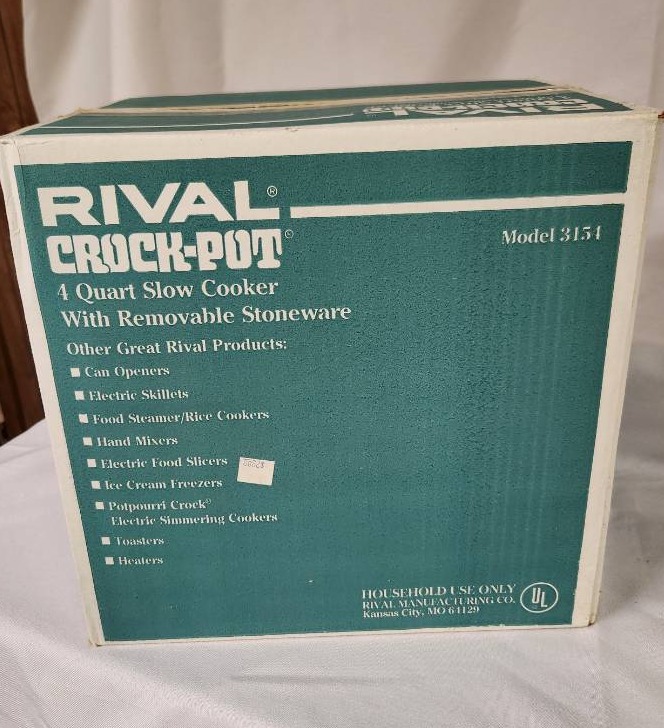 RIVAL
RIVAL®
CROCK-POT®
Model 3154
4 Quart Slow Cooker
With Removable Stoneware
Other Great Rival Products:
■ Can Openers
■ Electric Skillets
■ Food Steamer/Rice Cookers
■ Hand Mixers
■ Electric Food Slicers
■ Ice Cream Freezers
■ Potpourri Crock®
Electric Simmering Cookers
■ Toasters
■ Heaters
HOUSEHOLD USE ONLY
RIVAL MANUFACTURING CO.
Kansas City, MO 64129
UL